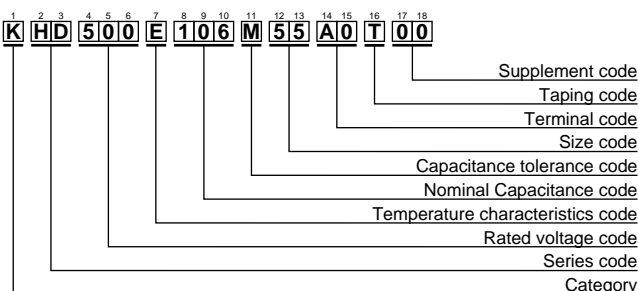 1 2 3 4 5 6 7 8 9 10 11 12 13 14 15 16 17 18
K HD 500 E 106 M 55 A0 T 00
Supplement code
Taping code
Terminal code
Size code
Capacitance tolerance code
Nominal Capacitance code
Temperature characteristics code
Rated voltage code
Series code
Category